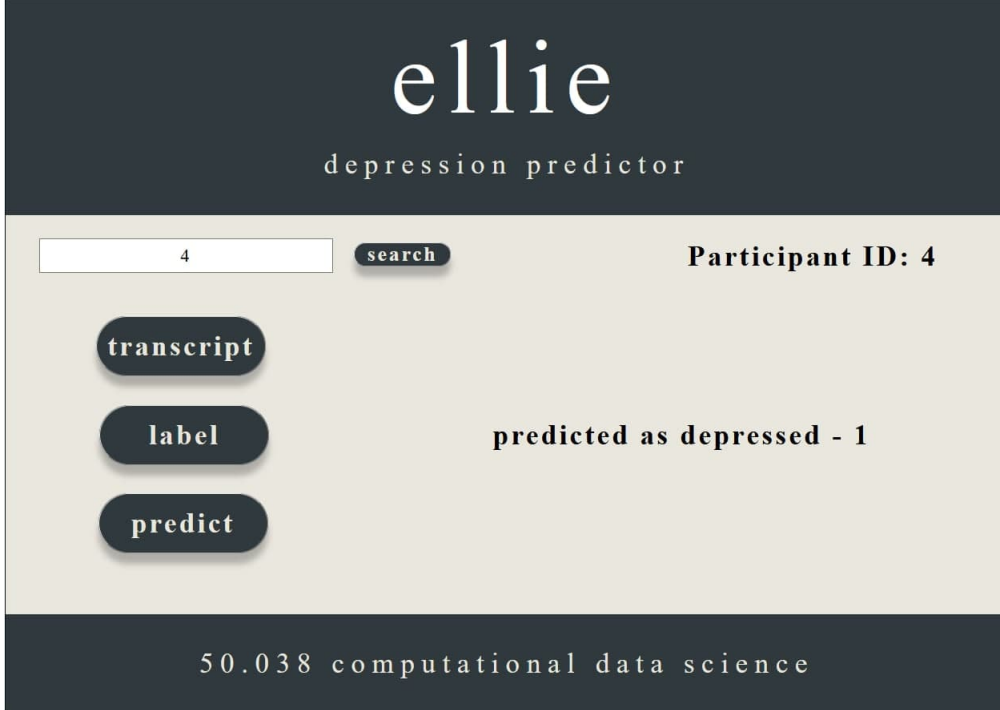 ellie
depression predictor
4
search
Participant ID: 4
transcript
label
predicted as depressed - 1
predict
50.038 computational data science